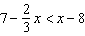 7 − 2/3 x < x − 8